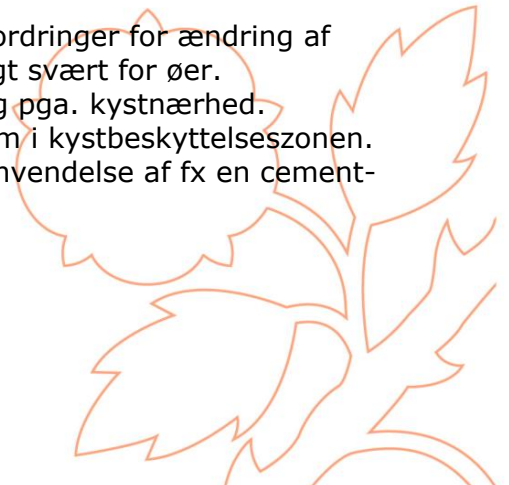 ordringer for ændring af
gt svært for øer.
g pga. kystnærhed.
m i kystbeskyttelseszonen.
nvendelse af fx en cement-